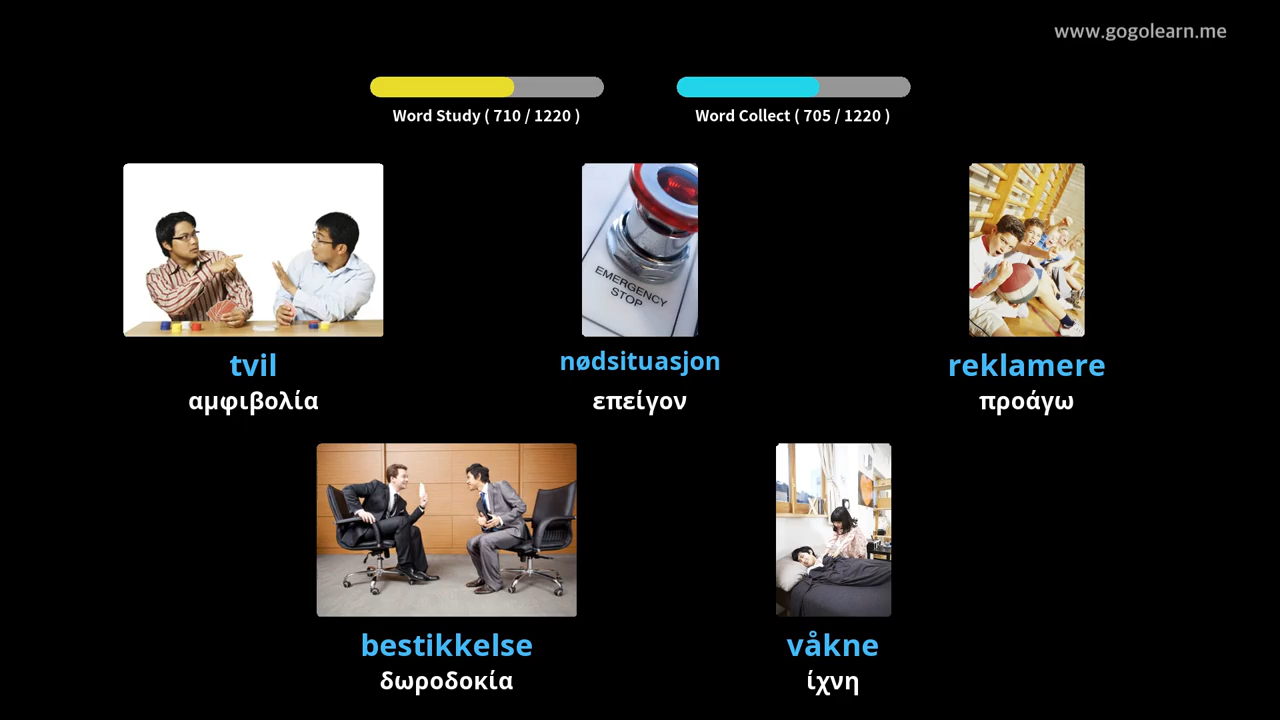 www.gogolearn.me
Word Study ( 710 / 1220 )
Word Collect ( 705 / 1220 )
EMERGENCY
STOP
tvil
nødsituasjon
reklamere
αμφιβολία
επείγον
προάγω
bestikkelse
våkne
δωροδοκία
ίχνη